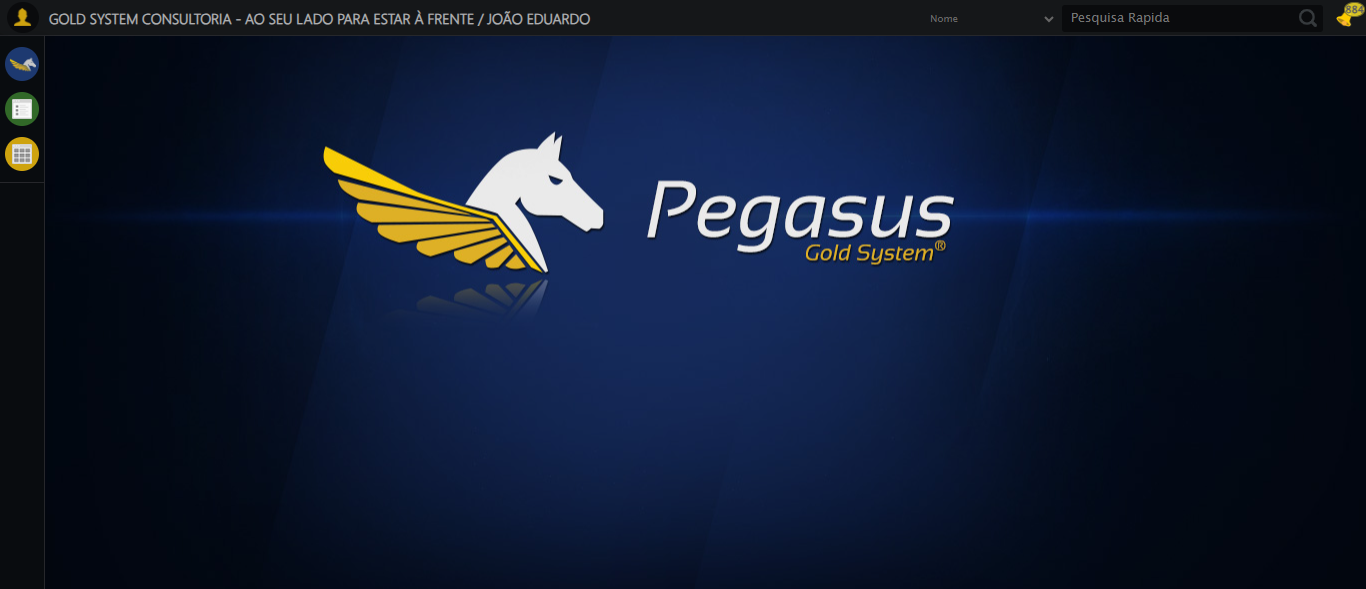 GOLD SYSTEM CONSULTORIA - AO SEU LADO PARA ESTAR À FRENTE / JOÃO EDUARDO
Nome
Pesquisa Rapida
884
Pegasus
Gold System®